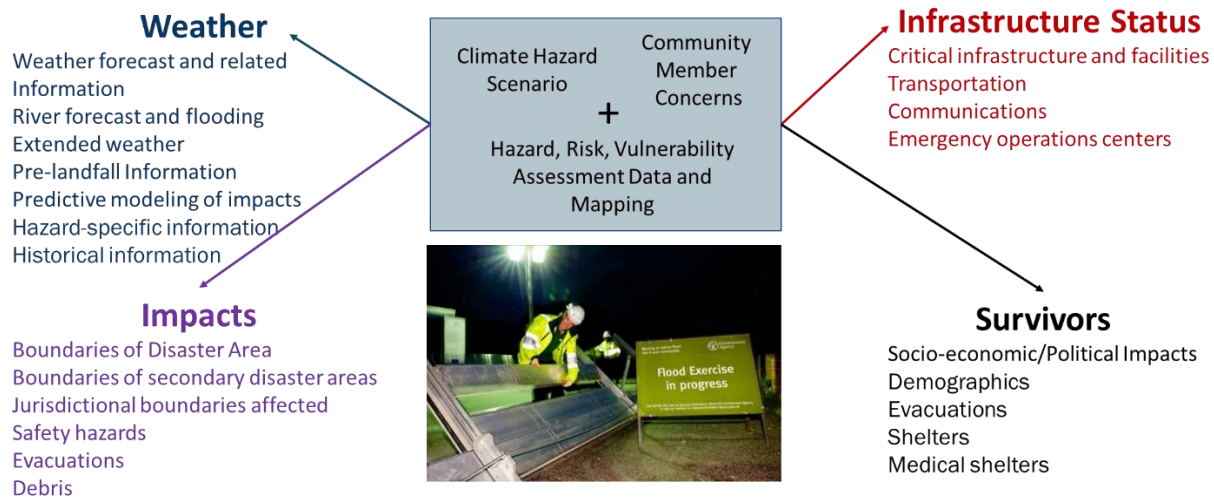 Weather
Weather forecast and related
Information
River forecast and flooding
Extended weather
Pre-landfall Information
Predictive modeling of impacts
Hazard-specific information
Historical information
Climate Hazard
Scenario
Community
Member
Concerns
+
Hazard, Risk, Vulnerability
Assessment Data and
Mapping
Infrastructure Status
Critical infrastructure and facilities
Transportation
Communications
Emergency operations centers
Impacts
Boundaries of Disaster Area
Boundaries of secondary disaster areas
Jurisdictional boundaries affected
Safety hazards
Evacuations
Debris
Environment
Agency
Flood Exercise
in progress
Survivors
Socio-economic/Political Impacts
Demographics
Evacuations
Shelters
Medical shelters